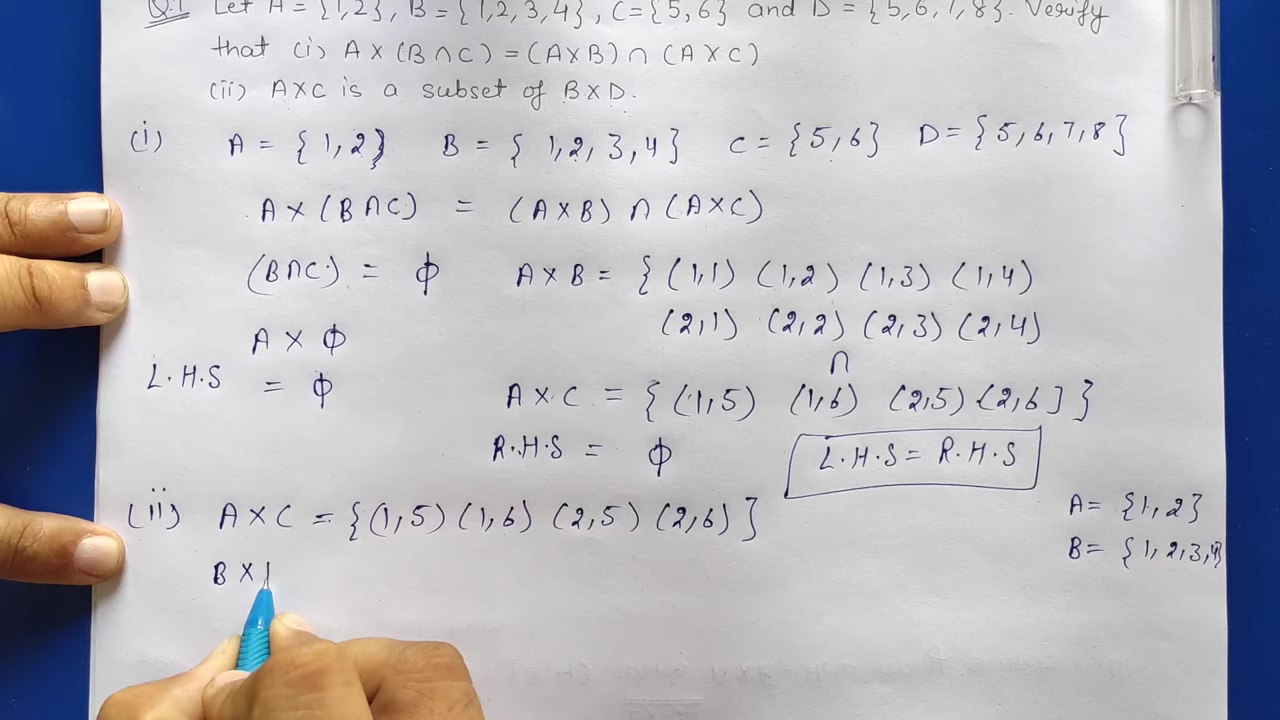 Q.1 Let A = {1,2}, B = {1,2,3,4}, C = {5,6} and D = {5,6,7,8}. Verify
that (i) A × (B ∩ C) = (A×B) ∩ (A×C)
(ii) A×C is a subset of B×D.
(i) A = {1,2} B = {1,2,3,4} C = {5,6} D = {5,6,7,8}
A × (B ∩ C) = (A×B) ∩ (A×C)
(B∩C) = ϕ A × B = { (1,1) (1,2) (1,3) (1,4)
(2,1) (2,2) (2,3) (2,4)
A × ϕ
∩
L.H.S = ϕ
A × C = { (1,5) (1,6) (2,5) (2,6] }
R.H.S = ϕ L.H.S = R.H.S
(ii) A × C = { (1,5) (1,6) (2,5) (2,6) }
A = {1,2}
B = {1,2,3,4}
B ×